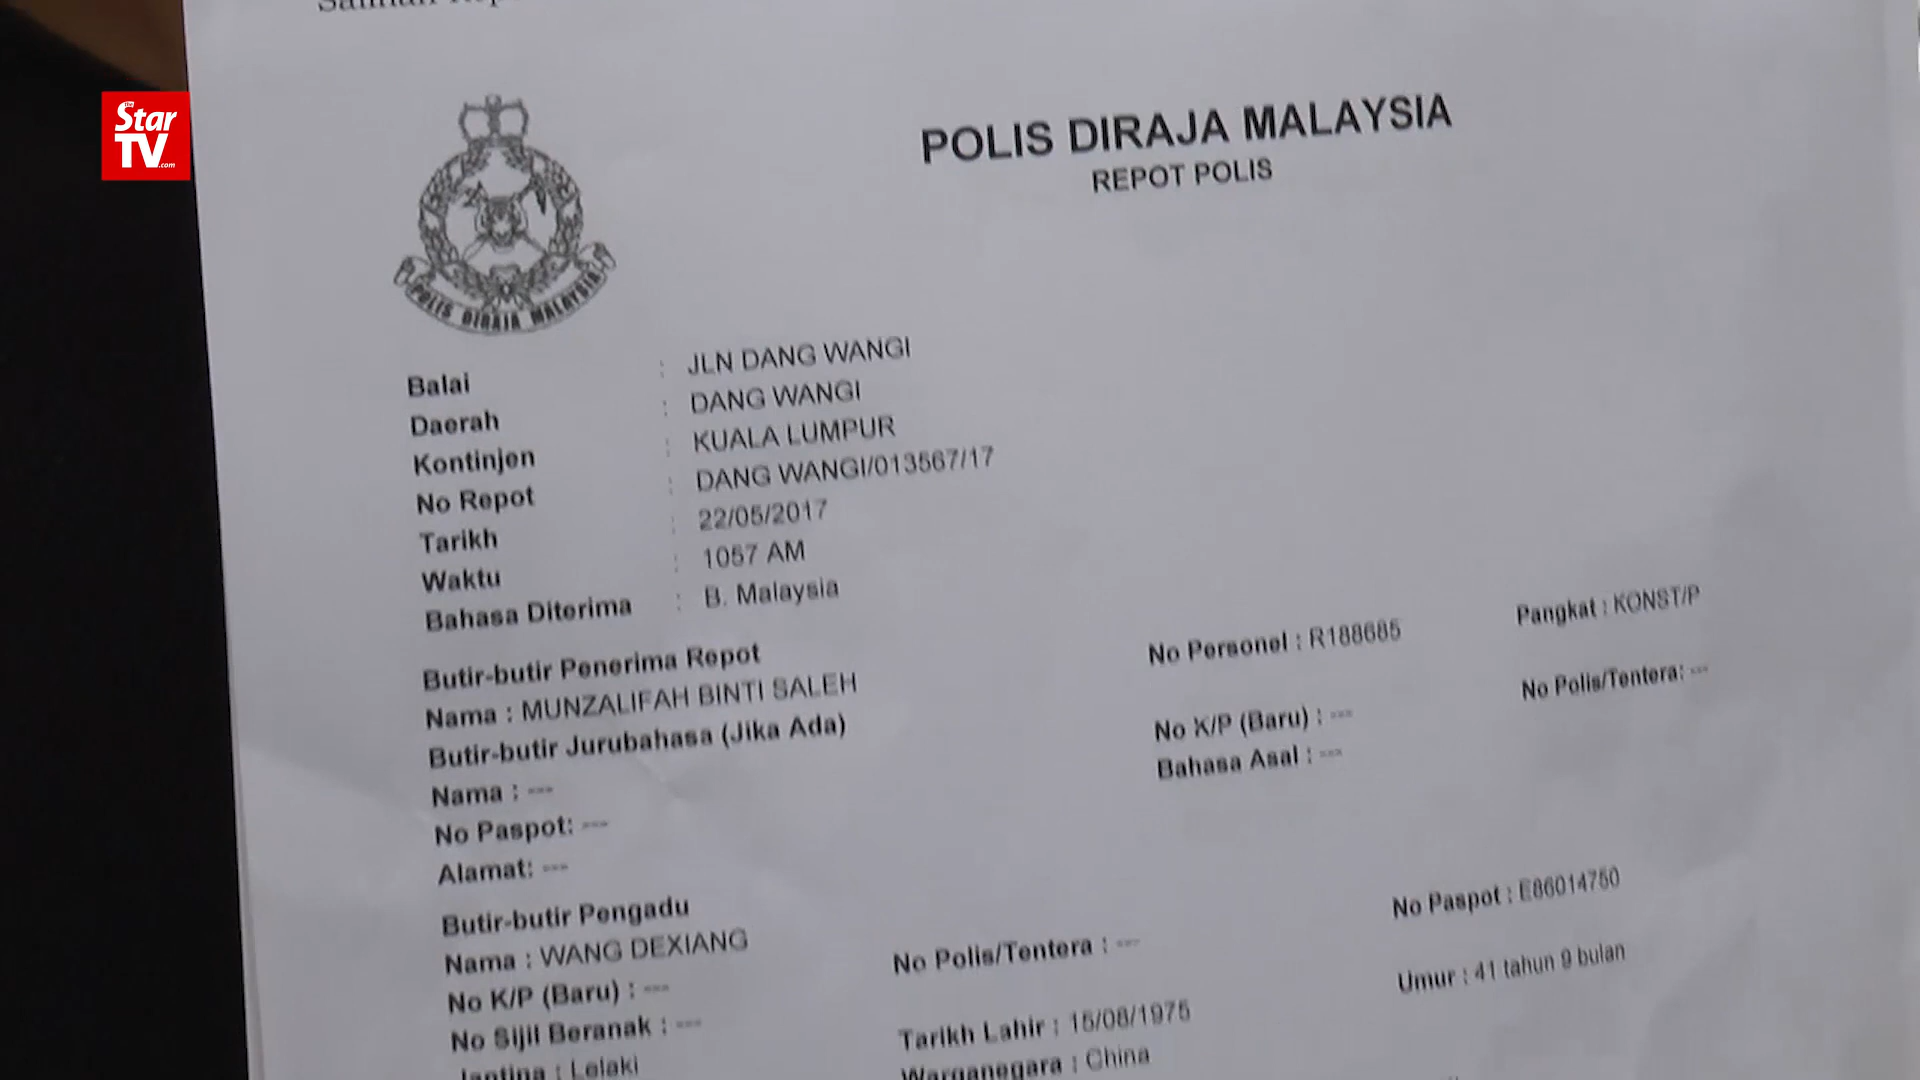 Salinan
The
Star
TV
.com
POLIS DIRAJA MALAYSIA
POLIS DIRAJA MALAYSIA
REPOT POLIS
Balai : JLN DANG WANGI
Daerah : DANG WANGI
Kontinjen : KUALA LUMPUR
No Repot : DANG WANGI/013567/17
Tarikh : 22/05/2017
Waktu : 1057 AM
Bahasa Diterima : B. Malaysia
Butir-butir Penerima Repot
Nama : MUNZALIFAH BINTI SALEH No Personel : R188685 Pangkat : KONST/P
Butir-butir Jurubahasa (Jika Ada)
Nama : --- No K/P (Baru) : --- No Polis/Tentera: ---
No Paspot: --- Bahasa Asal : ---
Alamat: ---
Butir-butir Pengadu
Nama : WANG DEXIANG
No K/P (Baru) : --- No Polis/Tentera : --- No Paspot : E86014750
No Sijil Beranak : ---
Jantina : Lelaki Tarikh Lahir : 15/08/1975 Umur : 41 tahun 9 bulan
Warganegara : China